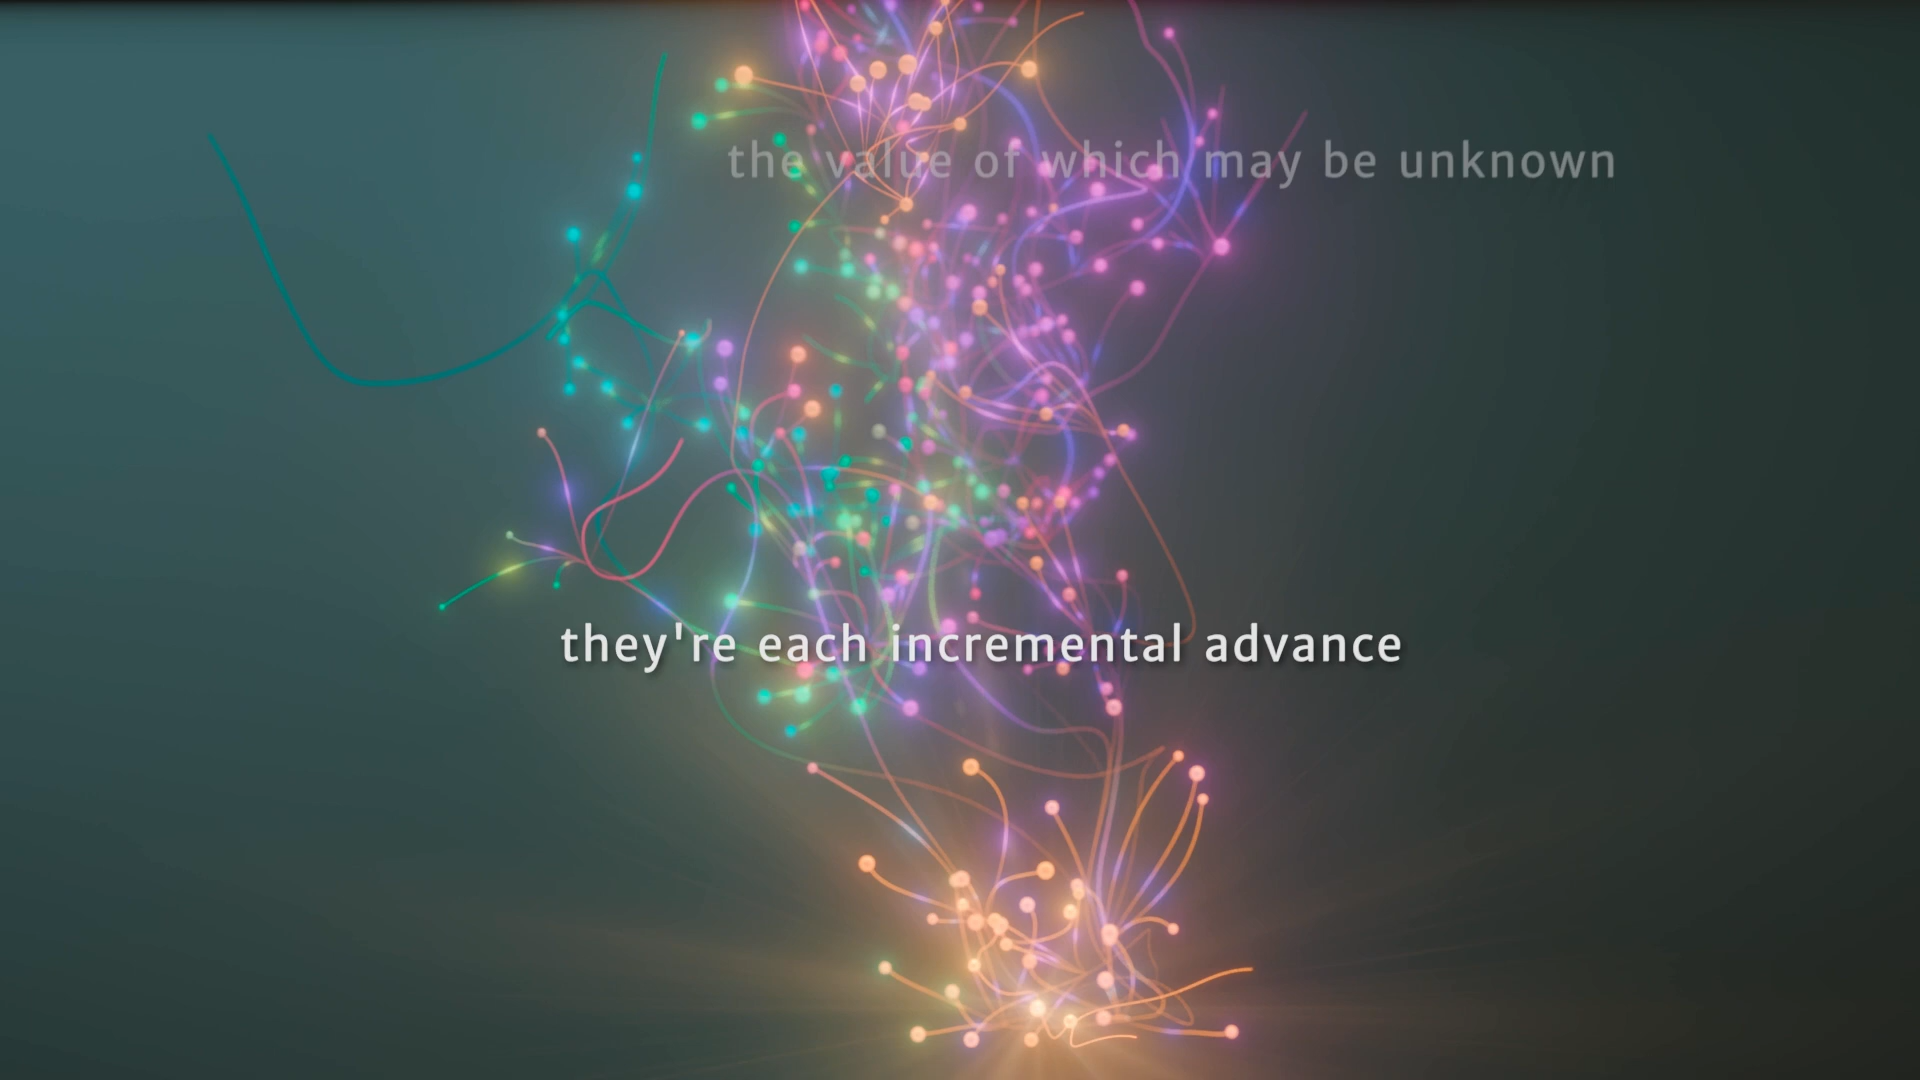 the value of which may be unknown
they're each incremental advance